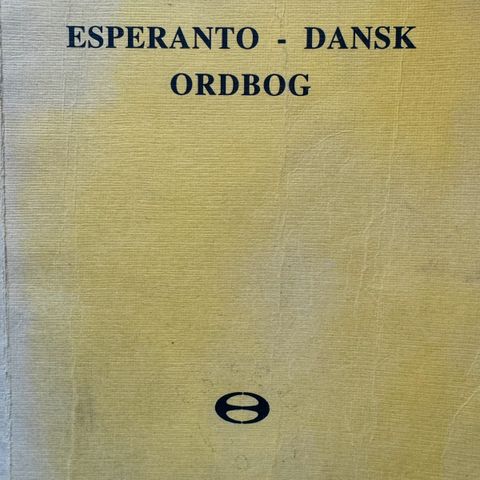 ESPERANTO - DANSK
ORDBOG